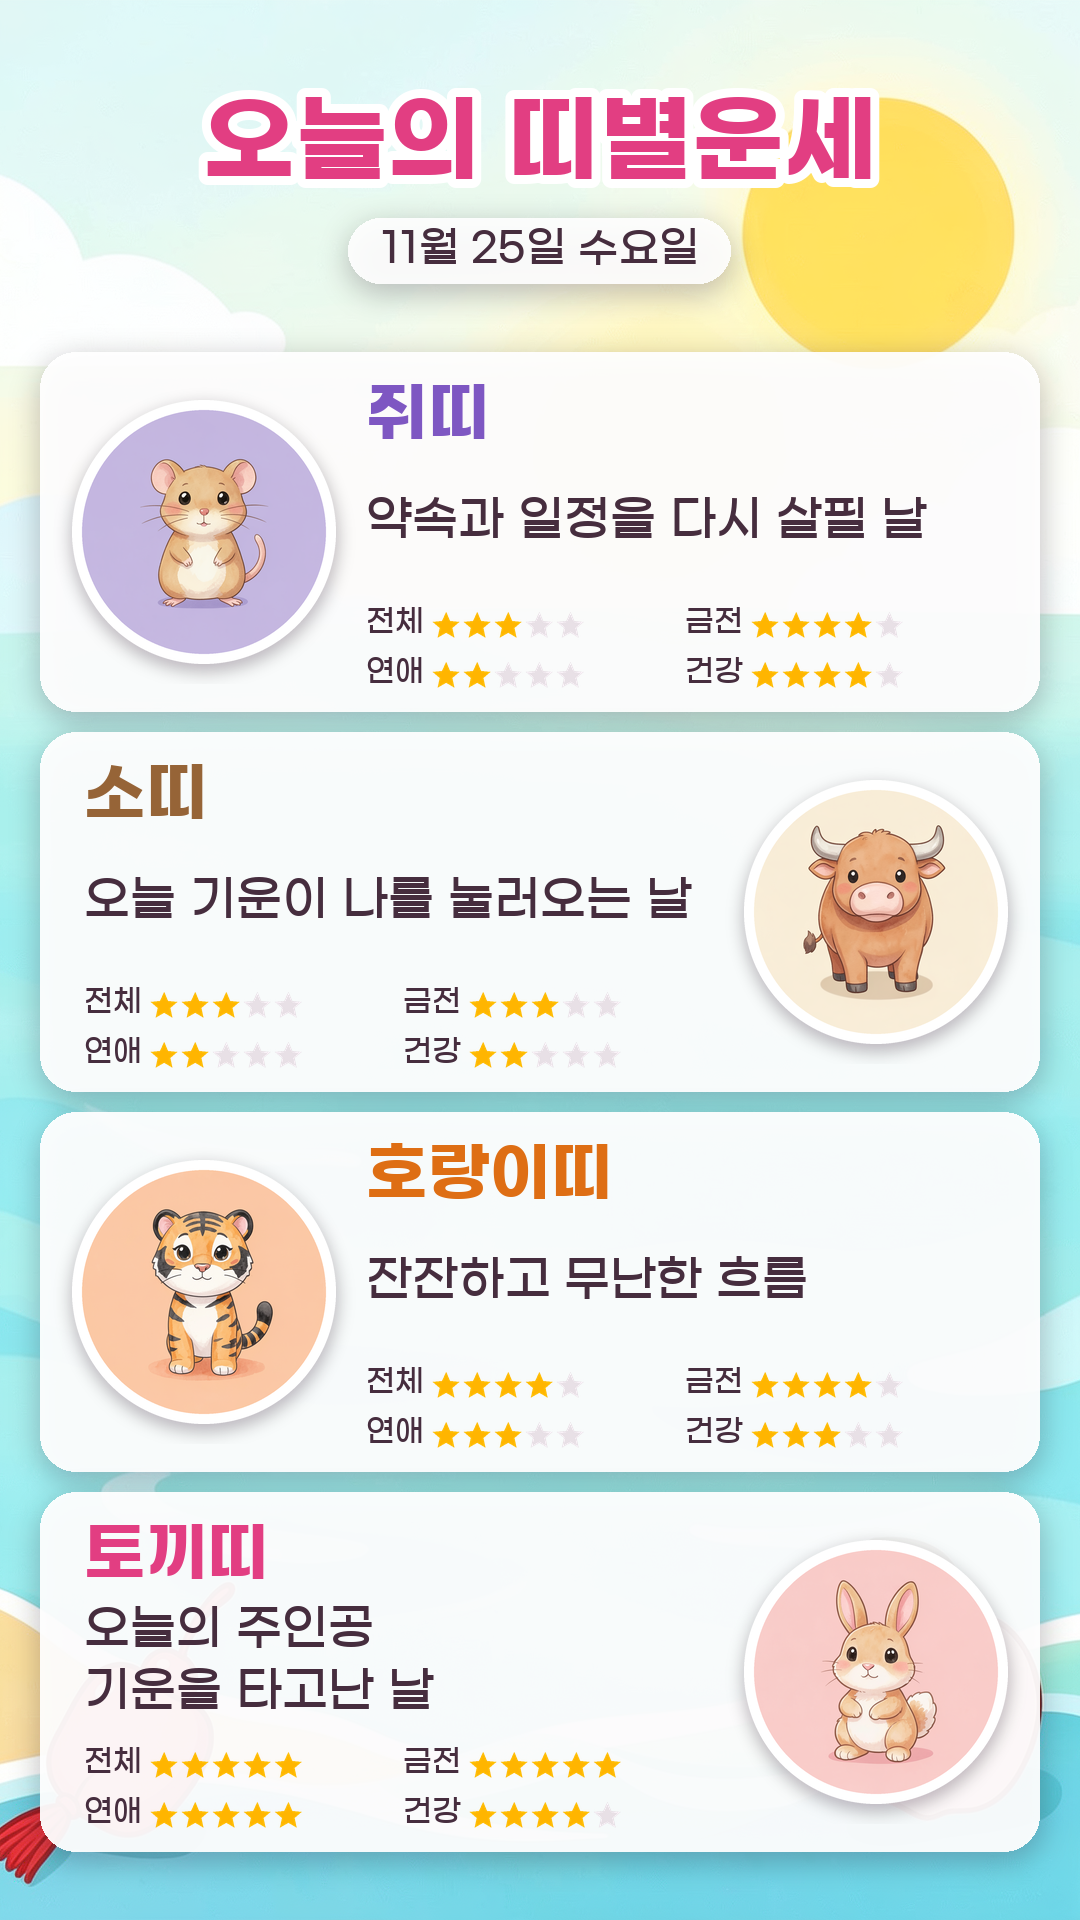 오늘의 띠별운세
11월 25일 수요일
쥐띠
약속과 일정을 다시 살필 날
전체 ★★★☆☆ 금전 ★★★★☆
연애 ★★☆☆☆ 건강 ★★★★☆
소띠
오늘 기운이 나를 눌러오는 날
전체 ★★★☆☆ 금전 ★★★☆☆
연애 ★★☆☆☆ 건강 ★★☆☆☆
호랑이띠
잔잔하고 무난한 흐름
전체 ★★★★☆ 금전 ★★★★☆
연애 ★★★☆☆ 건강 ★★★☆☆
토끼띠
오늘의 주인공
기운을 타고난 날
전체 ★★★★★ 금전 ★★★★★
연애 ★★★★★ 건강 ★★★★☆